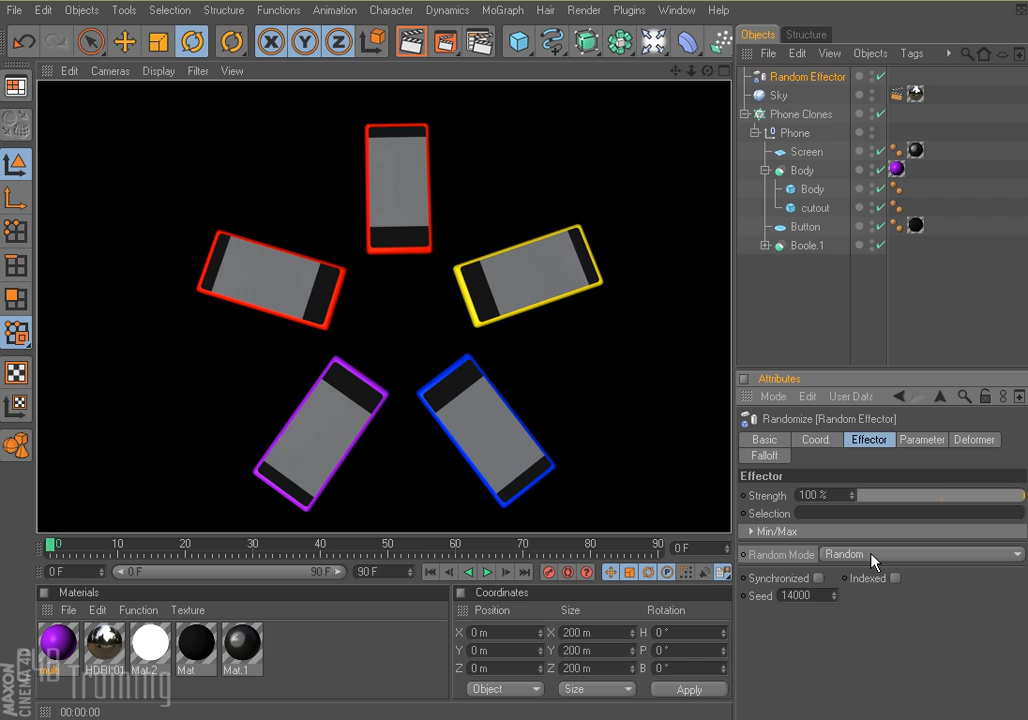 File Edit Objects Tools Selection Structure Functions Animation Character Dynamics MoGraph Hair Render Plugins Window Help
Objects Structure
File Edit View Objects Tags
Edit Cameras Display Filter View
Random Effector
Sky
Phone Clones
Phone
Screen
Body
Body
cutout
Button
Boole.1
Attributes
Mode Edit User Data
Randomize [Random Effector]
Basic Coord. Effector Parameter Deformer
Falloff
Effector
Strength 100 %
Selection
Min/Max
Random Mode Random
Synchronized Indexed
Seed 14000
0 10 20 30 40 50 60 70 80 90 0 F
0 F 0 F 90 F 90 F
Materials
File Edit Function Texture
multi HDRI:01 Mat.2 Mat Mat.1
Coordinates
Position Size Rotation
X 0 m X 200 m H 0 °
Y 0 m Y 200 m P 0 °
Z 0 m Z 200 m B 0 °
Object Size Apply
MAXON
CINEMA 4D
Training
00:00:00